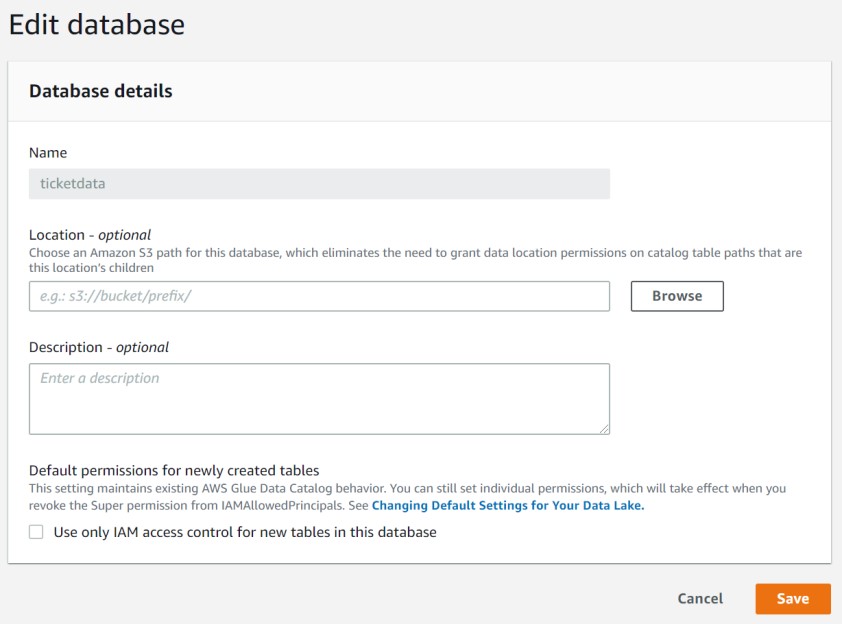 Edit database
Database details
Name
ticketdata
Location - optional
Choose an Amazon S3 path for this database, which eliminates the need to grant data location permissions on catalog table paths that are
this location's children
e.g.: s3://bucket/prefix/
Browse
Description - optional
Enter a description
Default permissions for newly created tables
This setting maintains existing AWS Glue Data Catalog behavior. You can still set individual permissions, which will take effect when you
revoke the Super permission from IAMAllowedPrincipals. See Changing Default Settings for Your Data Lake.
Use only IAM access control for new tables in this database
Cancel
Save